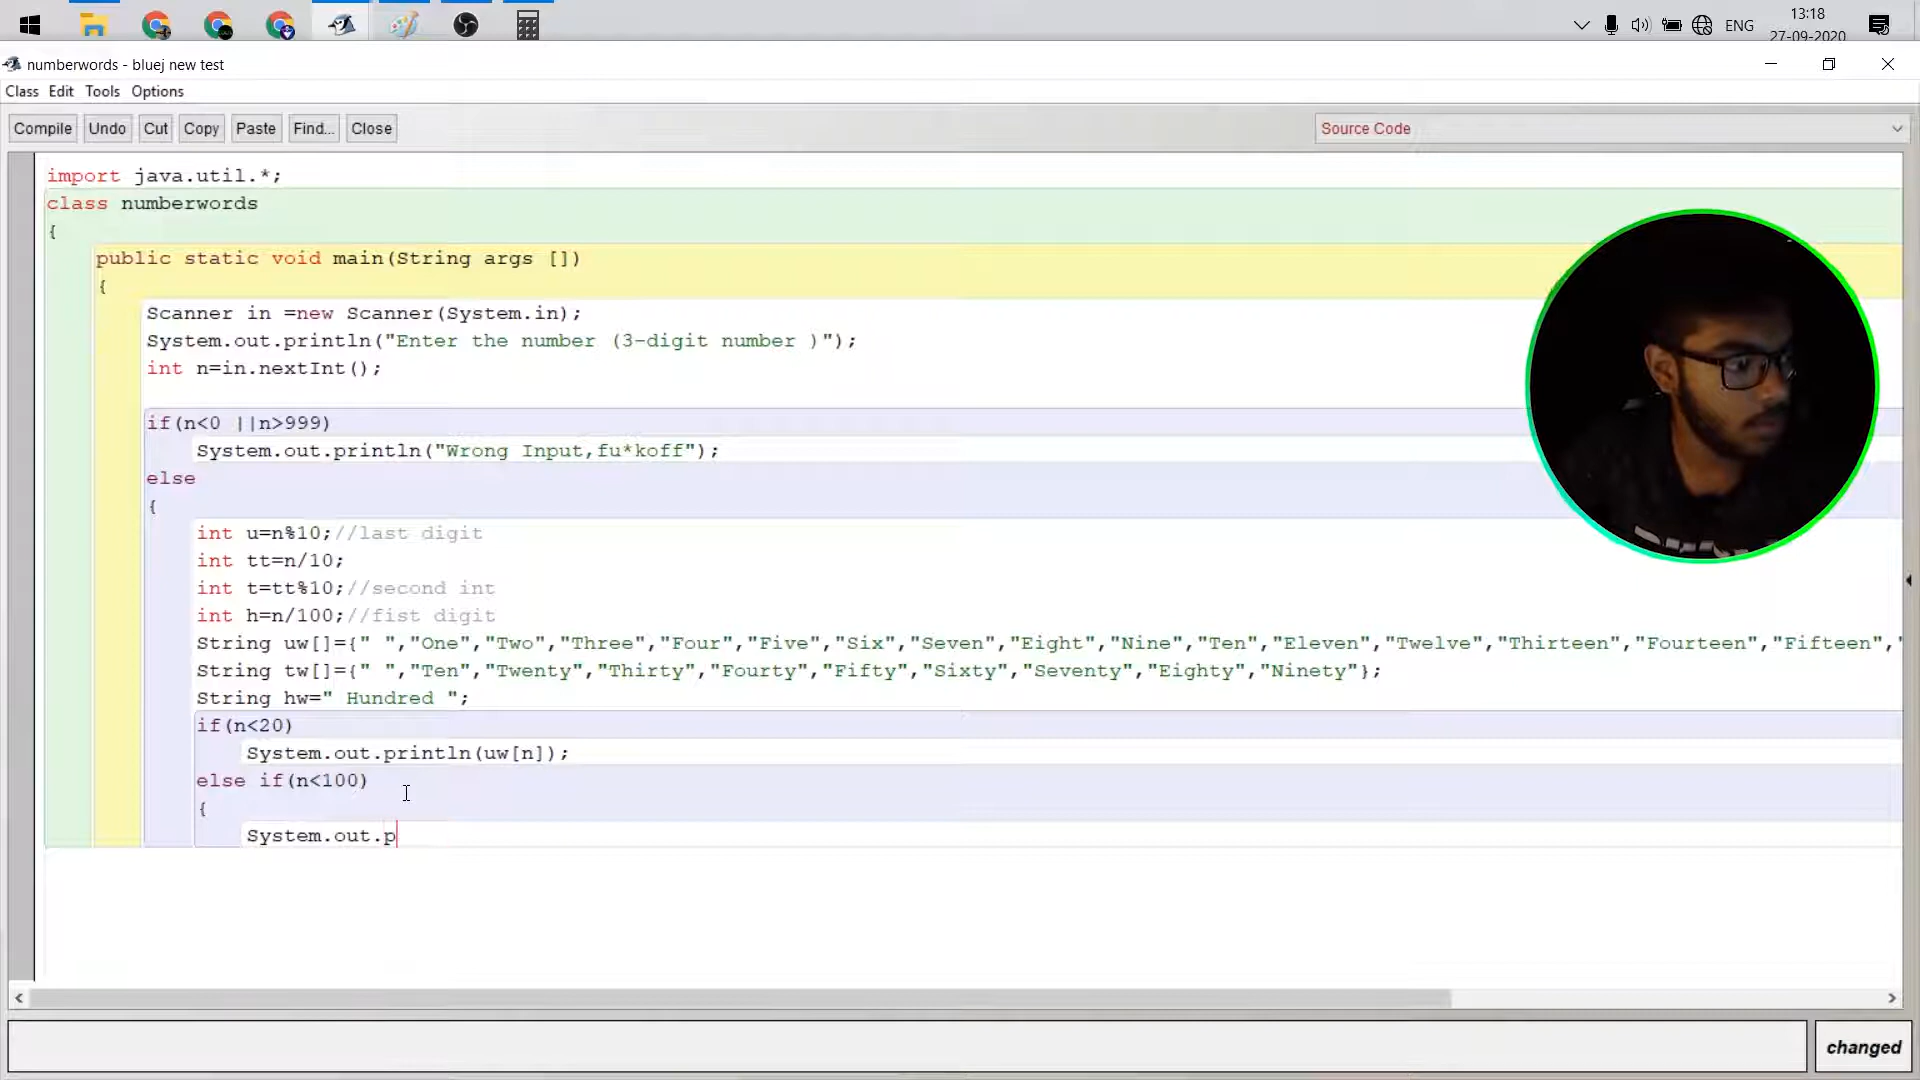 13:18
ENG
27-09-2020
numberwords - bluej new test
Class Edit Tools Options
Compile Undo Cut Copy Paste Find... Close
Source Code
import java.util.*;
class numberwords
{
public static void main(String args [])
{
Scanner in =new Scanner(System.in);
System.out.println("Enter the number (3-digit number )");
int n=in.nextInt();
if(n<0 ||n>999)
System.out.println("Wrong Input,fu*koff");
else
{
int u=n%10;//last digit
int tt=n/10;
int t=tt%10;//second int
int h=n/100;//fist digit
String uw[]={" ","One","Two","Three","Four","Five","Six","Seven","Eight","Nine","Ten","Eleven","Twelve","Thirteen","Fourteen","Fifteen","
String tw[]={" ","Ten","Twenty","Thirty","Fourty","Fifty","Sixty","Seventy","Eighty","Ninety"};
String hw=" Hundred ";
if(n<20)
System.out.println(uw[n]);
else if(n<100)
{
System.out.p
changed